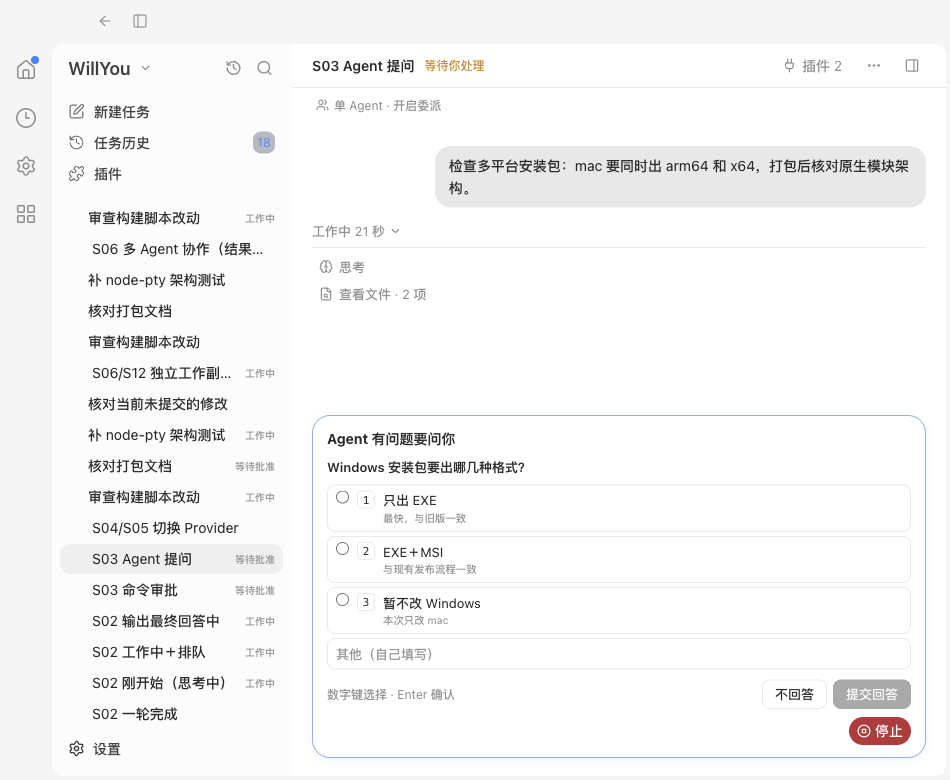 WillYou
新建任务
任务历史 18
插件
审查构建脚本改动 工作中
S06 多 Agent 协作（结果...
补 node-pty 架构测试
核对打包文档
审查构建脚本改动
S06/S12 独立工作副... 工作中
核对当前未提交的修改
补 node-pty 架构测试 工作中
核对打包文档 等待批准
审查构建脚本改动 工作中
S04/S05 切换 Provider
S03 Agent 提问 等待批准
S03 命令审批 等待批准
S02 输出最终回答中 工作中
S02 工作中＋排队 工作中
S02 刚开始（思考中） 工作中
S02 一轮完成
设置
S03 Agent 提问 等待你处理 插件 2
单 Agent · 开启委派
检查多平台安装包：mac 要同时出 arm64 和 x64，打包后核对原生模块架
构。
工作中 21 秒
思考
查看文件 · 2 项
Agent 有问题要问你
Windows 安装包要出哪几种格式?
1 只出 EXE
最快，与旧版一致
2 EXE＋MSI
与现有发布流程一致
3 暂不改 Windows
本次只改 mac
其他（自己填写）
数字键选择 · Enter 确认 不回答 提交回答
停止